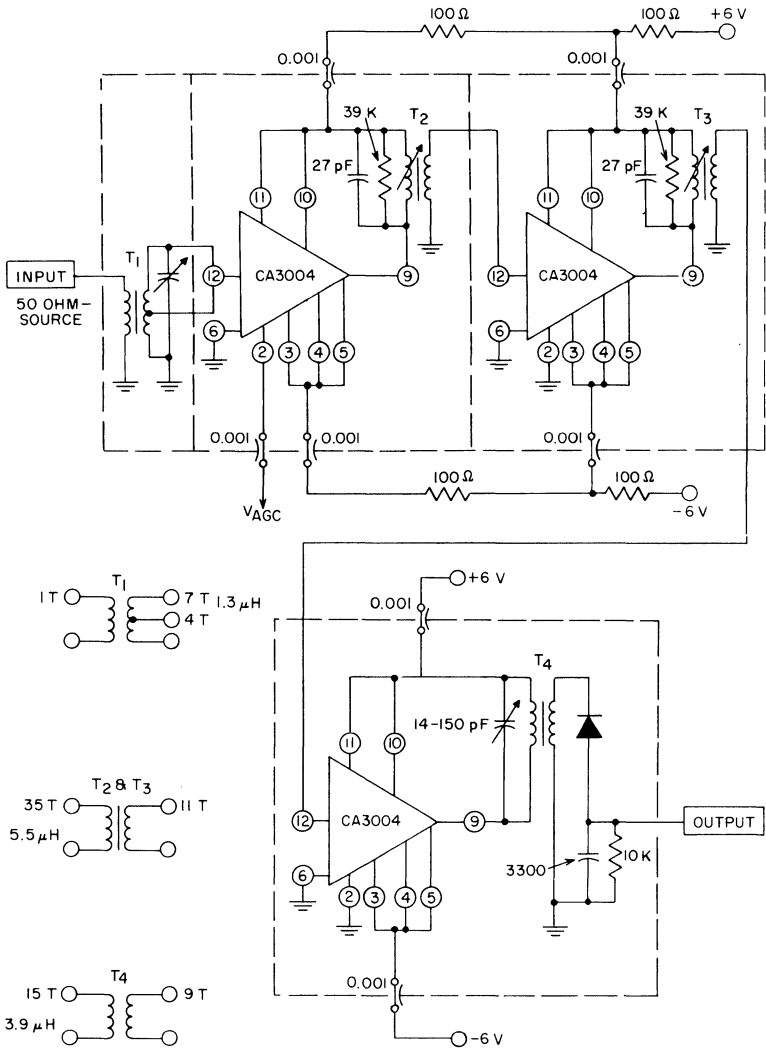 100 Ω
100 Ω
+6 V
0.001
0.001
39 K
T2
39 K
T3
27 pF
27 pF
11
10
11
10
T1
INPUT
50 OHM-
SOURCE
12
CA3004
9
12
CA3004
9
6
2
3
4
5
6
2
3
4
5
0.001
0.001
0.001
VAGC
100 Ω
100 Ω
-6 V
T1
1 T
7 T
1.3 μH
4 T
+6 V
0.001
T4
14-150 pF
11
10
T2 & T3
35 T
11 T
5.5 μH
12
CA3004
9
OUTPUT
6
3300
10 K
2
3
4
5
T4
15 T
9 T
3.9 μH
0.001
-6 V